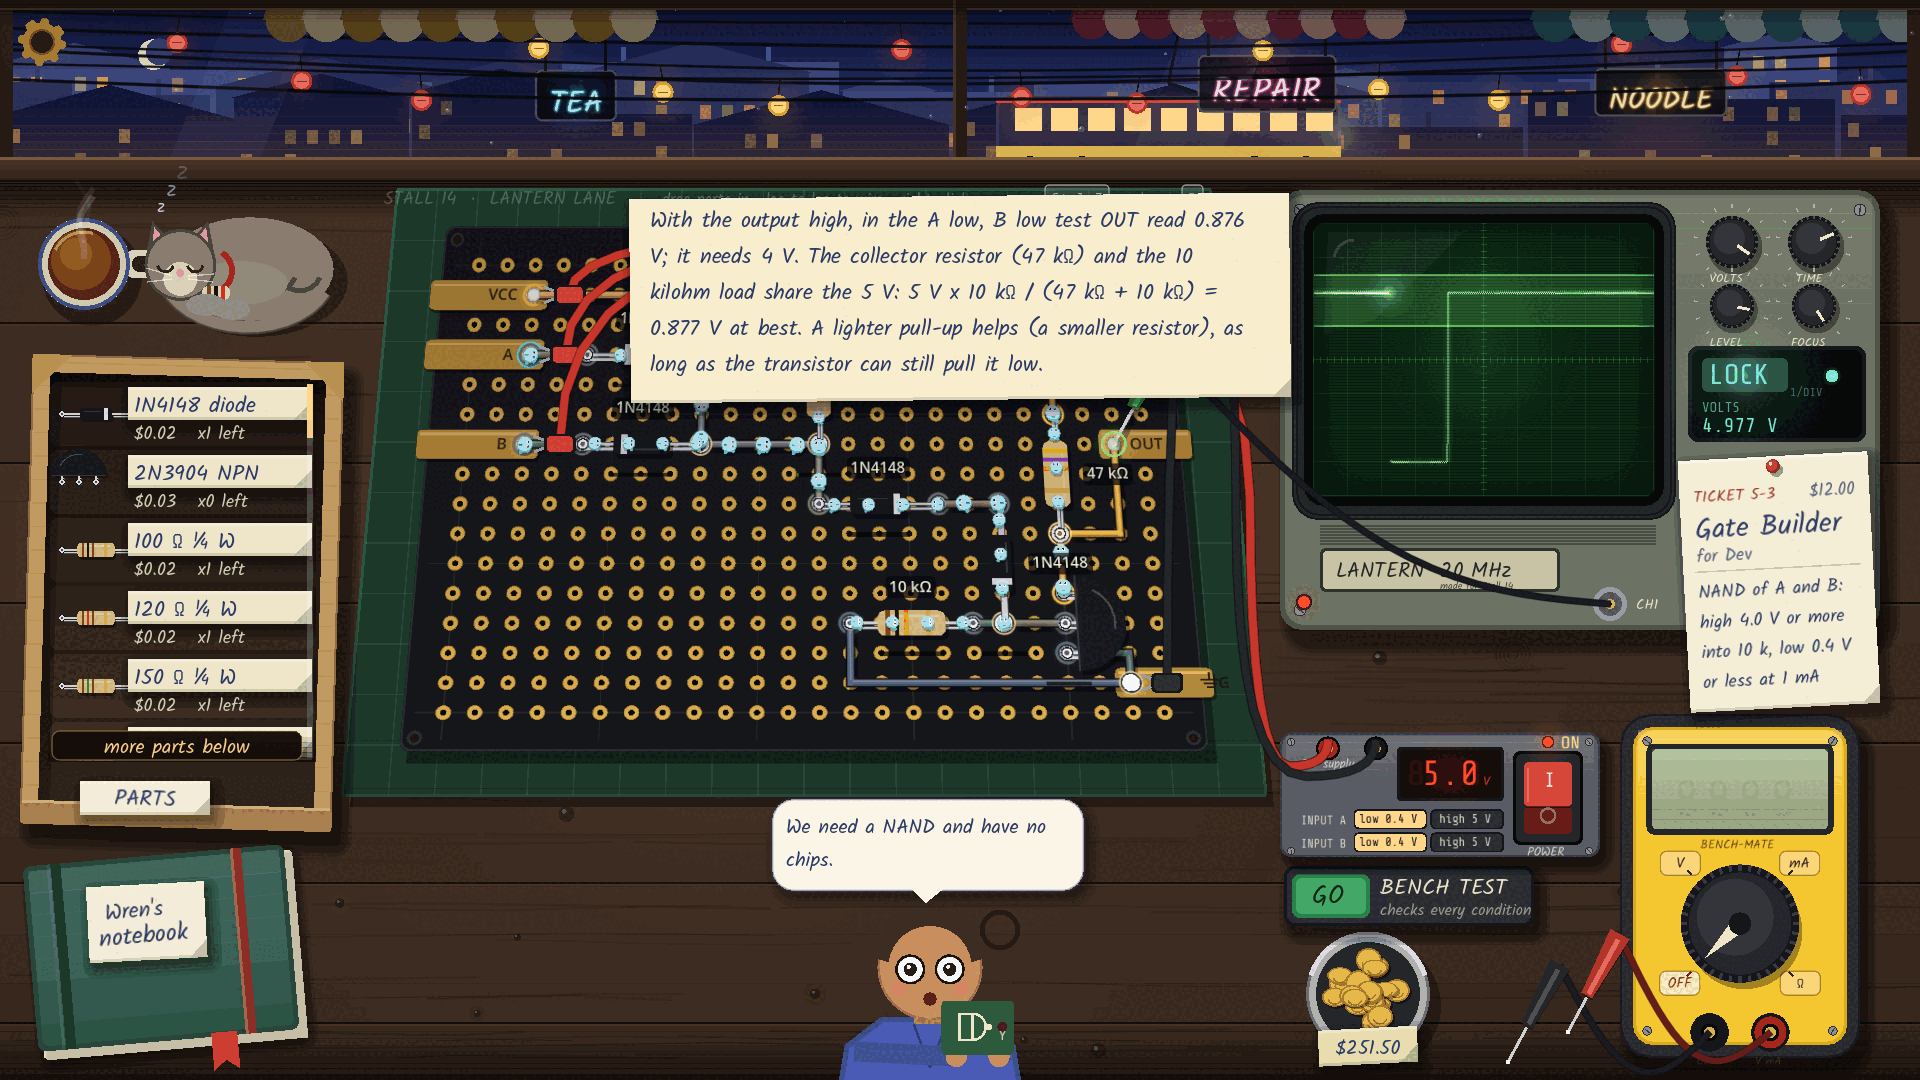 TEA
REPAIR
NOODLE
STALL 14 · LANTERN LANE
z
z
z
With the output high, in the A low, B low test OUT read 0.876
V; it needs 4 V. The collector resistor (47 kΩ) and the 10
kilohm load share the 5 V: 5 V x 10 kΩ / (47 kΩ + 10 kΩ) =
0.877 V at best. A lighter pull-up helps (a smaller resistor), as
long as the transistor can still pull it low.
VCC
A
B
OUT
G
1N4148
1N4148
47 kΩ
1N4148
10 kΩ
1N4148 diode
$0.02 x1 left
2N3904 NPN
$0.03 x0 left
100 Ω ¼ W
$0.02 x1 left
120 Ω ¼ W
$0.02 x1 left
150 Ω ¼ W
$0.02 x1 left
more parts below
PARTS
Wren's
notebook
We need a NAND and have no
chips.
Y
VOLTS
TIME
LEVEL
FOCUS
LOCK
1/DIV
VOLTS
4.977 V
LANTERN 20 MHz
CH1
TICKET 5-3 $12.00
Gate Builder
for Dev
NAND of A and B:
high 4.0 V or more
into 10 k, low 0.4 V
or less at 1 mA
supply
5.0 V
ON
I
POWER
INPUT A low 0.4 V high 5 V
INPUT B low 0.4 V high 5 V
GO
BENCH TEST
checks every condition
$251.50
BENCH-MATE
V
mA
OFF
Ω